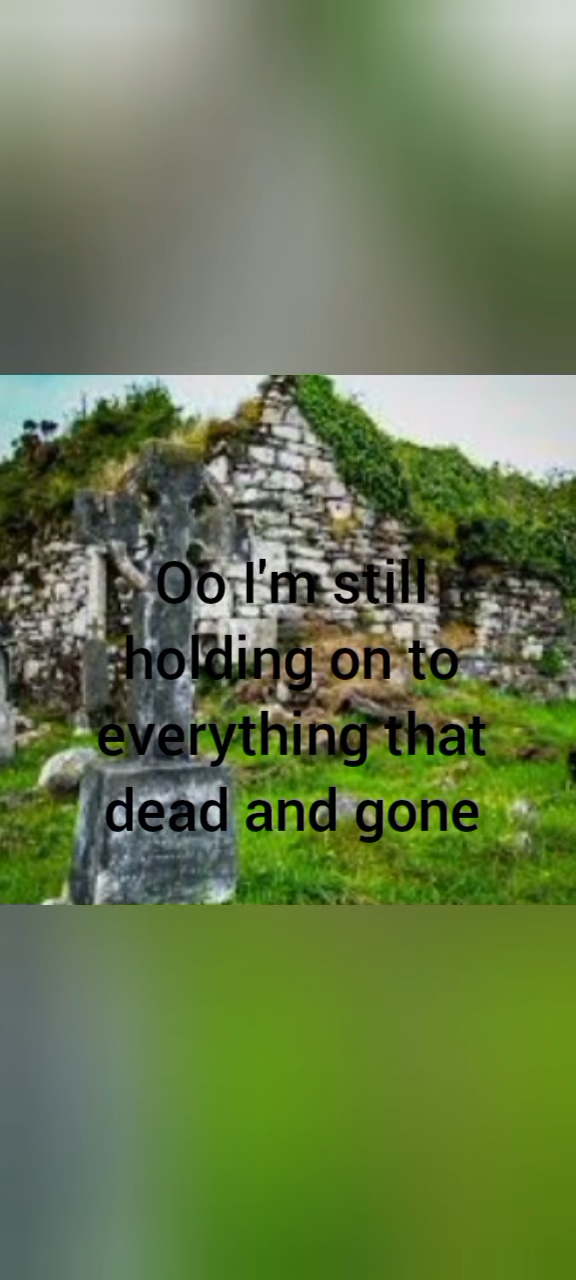 Oo I'm still
holding on to
everything that
dead and gone